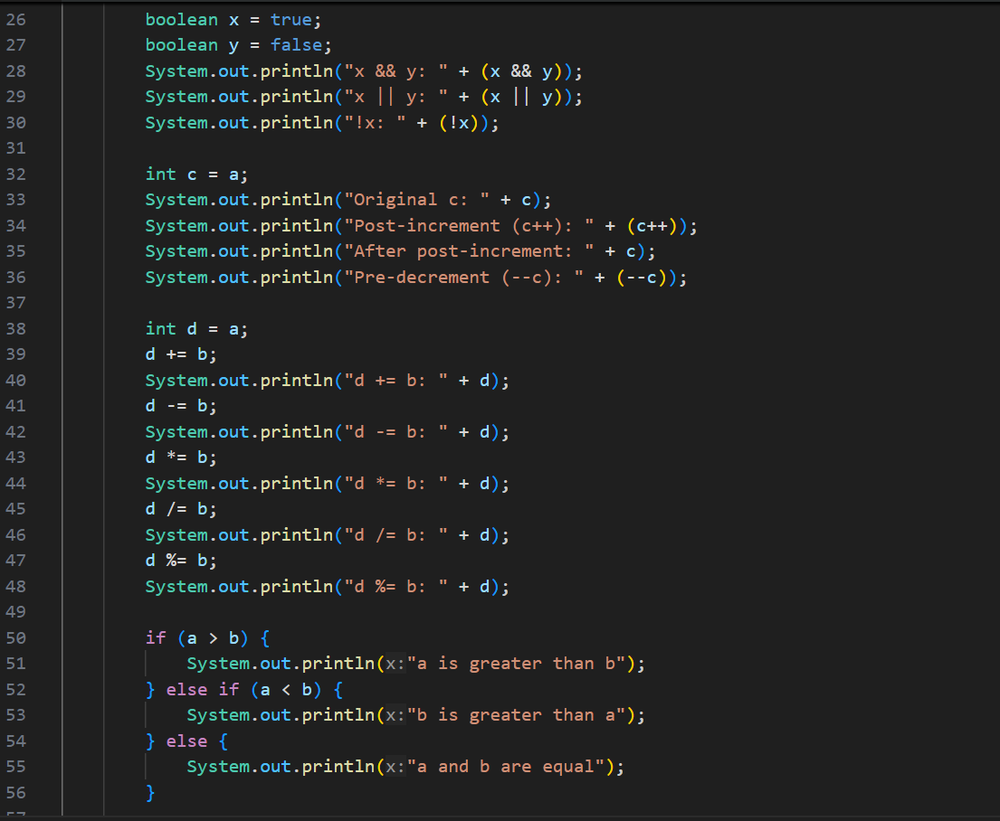 26 boolean x = true;
27 boolean y = false;
28 System.out.println("x && y: " + (x && y));
29 System.out.println("x || y: " + (x || y));
30 System.out.println("!x: " + (!x));
31
32 int c = a;
33 System.out.println("Original c: " + c);
34 System.out.println("Post-increment (c++): " + (c++));
35 System.out.println("After post-increment: " + c);
36 System.out.println("Pre-decrement (--c): " + (--c));
37
38 int d = a;
39 d += b;
40 System.out.println("d += b: " + d);
41 d -= b;
42 System.out.println("d -= b: " + d);
43 d *= b;
44 System.out.println("d *= b: " + d);
45 d /= b;
46 System.out.println("d /= b: " + d);
47 d %= b;
48 System.out.println("d %= b: " + d);
49
50 if (a > b) {
51 System.out.println(x:"a is greater than b");
52 } else if (a < b) {
53 System.out.println(x:"b is greater than a");
54 } else {
55 System.out.println(x:"a and b are equal");
56 }